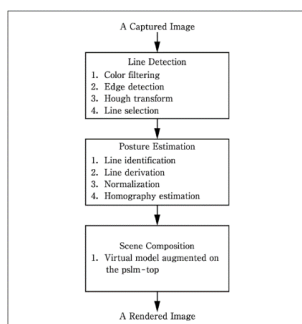 A Captured Image
Line Detection
1. Color filtering
2. Edge detection
3. Hough transform
4. Line selection
Posture Estimation
1. Line identification
2. Line derivation
3. Normalization
4. Homography estimation
Scene Composition
1. Virtual model augmented on
the pslm-top
A Rendered Image